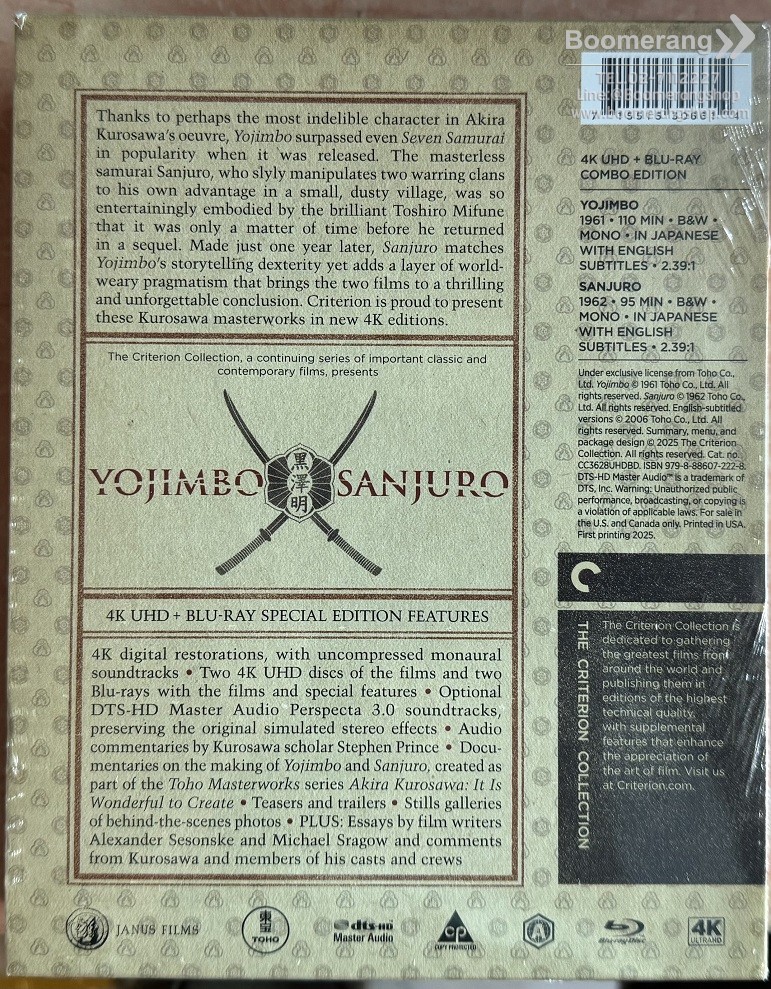 Boomerang
Thanks to perhaps the most indelible character in Akira
Kurosawa's oeuvre, Yojimbo surpassed even Seven Samurai
in popularity when it was released. The masterless
samurai Sanjuro, who slyly manipulates two warring clans
to his own advantage in a small, dusty village, was so
entertainingly embodied by the brilliant Toshiro Mifune
that it was only a matter of time before he returned
in a sequel. Made just one year later, Sanjuro matches
Yojimbo's storytelling dexterity yet adds a layer of world-
weary pragmatism that brings the two films to a thrilling
and unforgettable conclusion. Criterion is proud to present
these Kurosawa masterworks in new 4K editions.
The Criterion Collection, a continuing series of important classic and
contemporary films, presents
YOJIMBO 黒澤明 SANJURO
4K UHD + BLU-RAY SPECIAL EDITION FEATURES
4K digital restorations, with uncompressed monaural
soundtracks • Two 4K UHD discs of the films and two
Blu-rays with the films and special features • Optional
DTS-HD Master Audio Perspecta 3.0 soundtracks,
preserving the original simulated stereo effects • Audio
commentaries by Kurosawa scholar Stephen Prince • Docu-
mentaries on the making of Yojimbo and Sanjuro, created as
part of the Toho Masterworks series Akira Kurosawa: It Is
Wonderful to Create • Teasers and trailers • Stills galleries
of behind-the-scenes photos • PLUS: Essays by film writers
Alexander Sesonske and Michael Sragow and comments
from Kurosawa and members of his casts and crews
4K UHD + BLU-RAY
COMBO EDITION
YOJIMBO
1961 • 110 MIN • B&W •
MONO • IN JAPANESE
WITH ENGLISH
SUBTITLES • 2.39:1
SANJURO
1962 • 95 MIN • B&W •
MONO • IN JAPANESE
WITH ENGLISH
SUBTITLES • 2.39:1
Under exclusive license from Toho Co.,
Ltd. Yojimbo © 1961 Toho Co., Ltd. All
rights reserved. Sanjuro © 1962 Toho Co.,
Ltd. All rights reserved. English-subtitled
versions © 2006 Toho Co., Ltd. All
rights reserved. Summary, menu, and
package design © 2025 The Criterion
Collection. All rights reserved. Cat. no.
CC3628UHDBD. ISBN 979-8-88607-222-8.
DTS-HD Master Audio™ is a trademark of
DTS, Inc. Warning: Unauthorized public
performance, broadcasting, or copying is
a violation of applicable laws. For sale in
the U.S. and Canada only. Printed in USA.
First printing 2025.
THE CRITERION COLLECTION
The Criterion Collection is
dedicated to gathering
the greatest films from
around the world and
publishing them in
editions of the highest
technical quality,
with supplemental
features that enhance
the appreciation of
the art of film. Visit us
at Criterion.com.
JANUS FILMS
東宝
TOHO
dts-HD
Master Audio
CP
COPY PROTECTED
A
Blu-ray Disc
4K
ULTRA HD